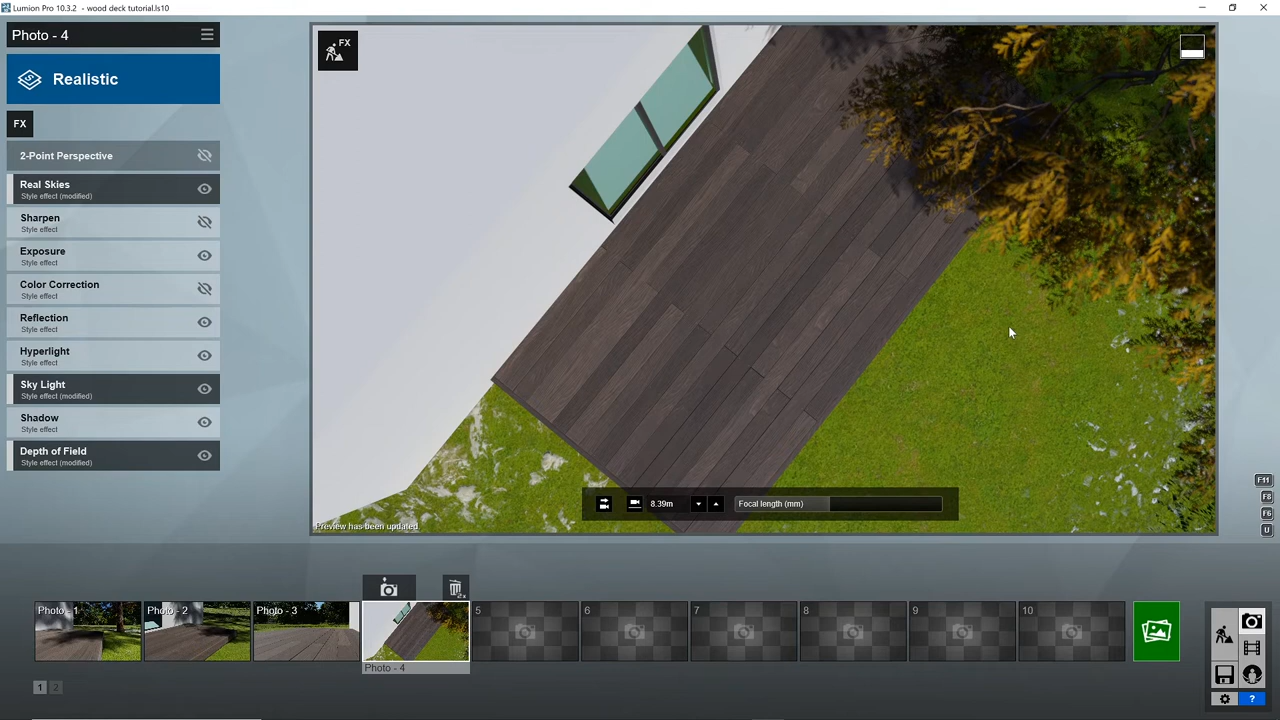 Lumion Pro 10.3.2 - wood deck tutorial.ls10
Photo - 4
FX
Realistic
FX
2-Point Perspective
Real Skies
Style effect (modified)
Sharpen
Style effect
Exposure
Style effect
Color Correction
Style effect
Reflection
Style effect
Hyperlight
Style effect
Sky Light
Style effect (modified)
Shadow
Style effect
Depth of Field
Style effect (modified)
8.39m
Focal length (mm)
Preview has been updated.
F11
F8
F6
U
Photo - 1
Photo - 2
Photo - 3
5
6
7
8
9
10
Photo - 4
1
2
?